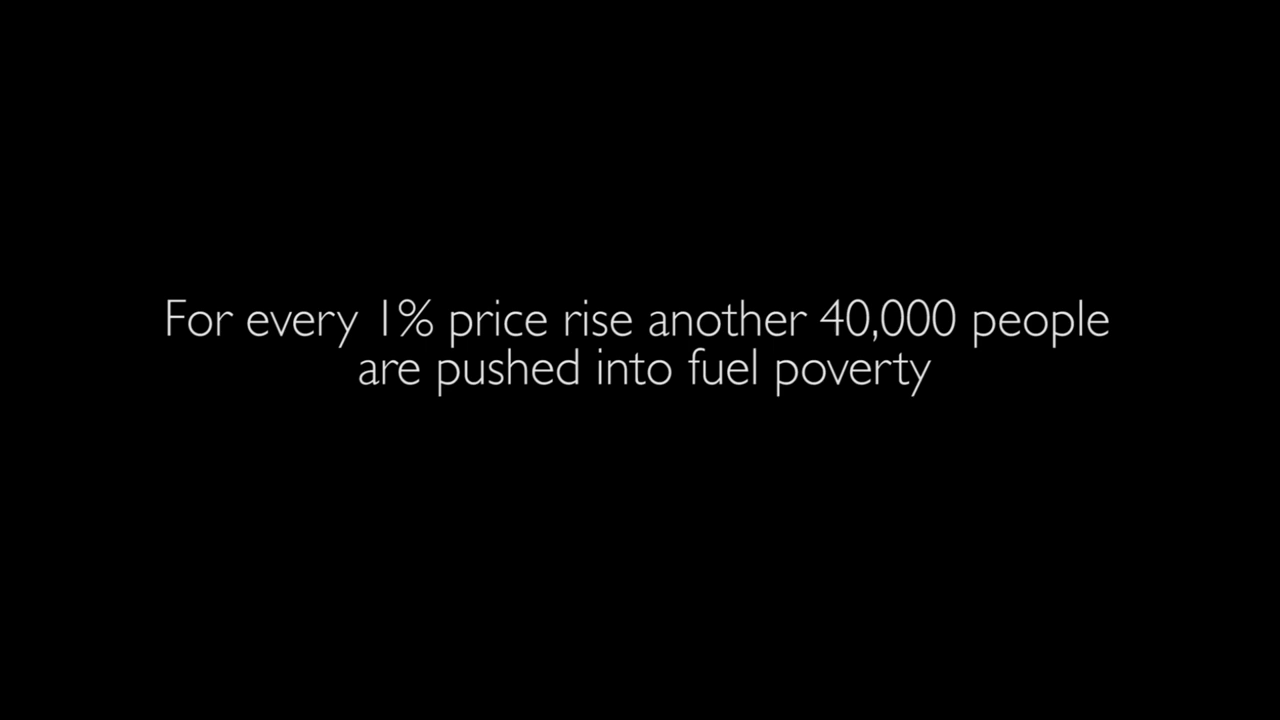 For every 1% price rise another 40,000 people
are pushed into fuel poverty